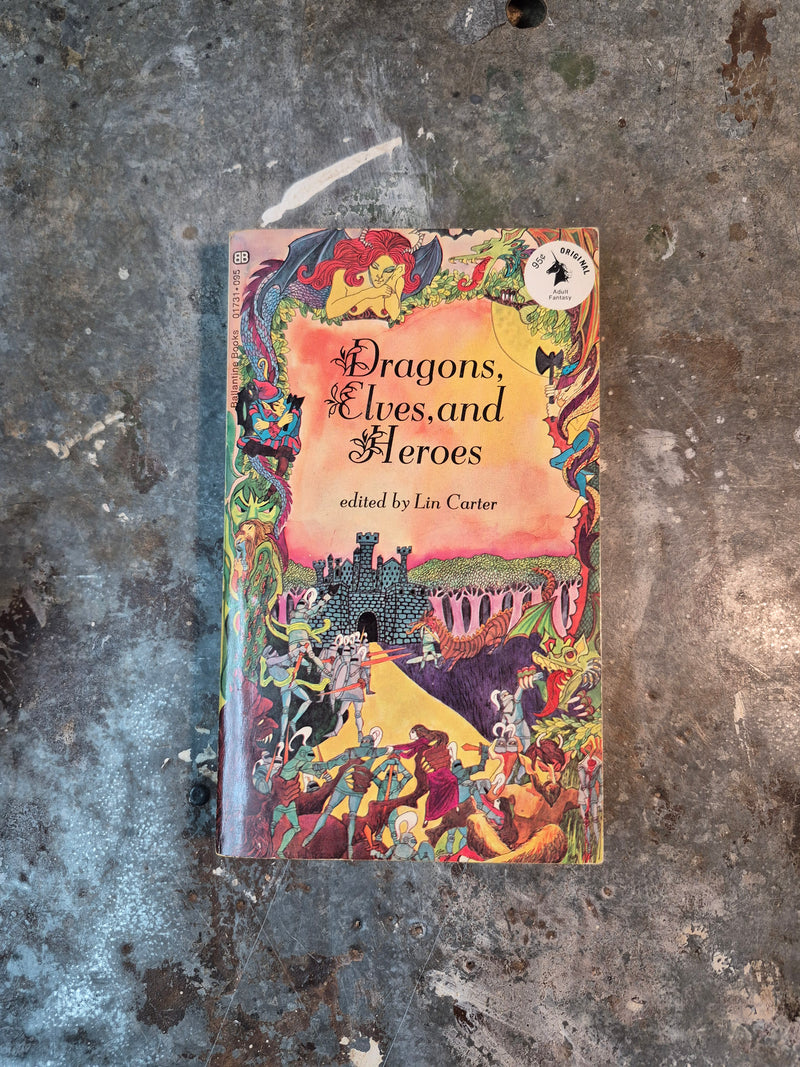 BB
Ballantine Books 01731•095
95¢ ORIGINAL
Adult
Fantasy
Dragons,
Elves, and
Heroes
edited by Lin Carter